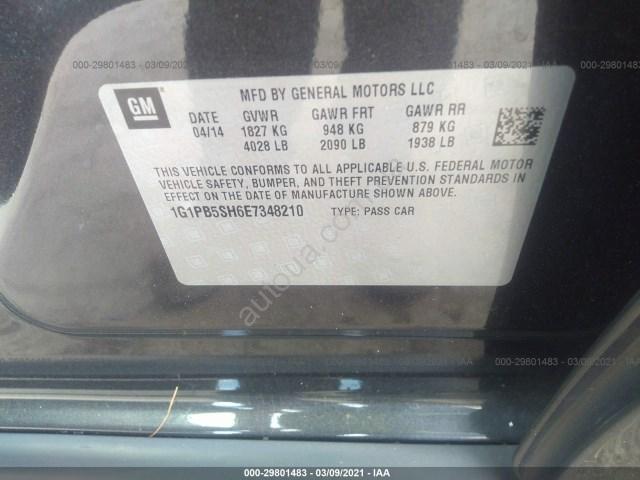 000-29801483 - 03/09/2021 - IAA
000-29801483 - 03/09/2021 - IAA
GM
MFD BY GENERAL MOTORS LLC
DATE GVWR GAWR FRT GAWR RR
04/14 1827 KG 948 KG 879 KG
4028 LB 2090 LB 1938 LB
THIS VEHICLE CONFORMS TO ALL APPLICABLE U.S. FEDERAL MOTOR
VEHICLE SAFETY, BUMPER, AND THEFT PREVENTION STANDARDS IN
EFFECT ON THE DATE OF MANUFACTURE SHOWN ABOVE.
1G1PB5SH6E7348210 TYPE: PASS CAR
autoua.com
000-29801483 - 03/09/2021 - IAA
000-29801483 - 03/09/2021 - IAA
000-29801483 - 03/09/2021 - IAA